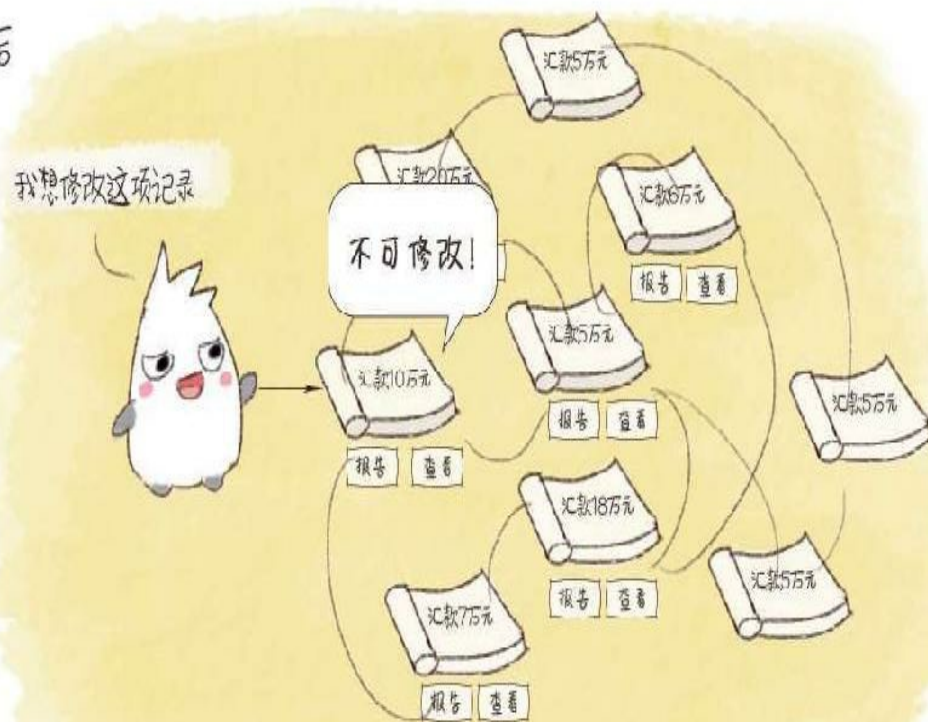 汇款5万元
我想修改这项记录
汇款20万元
汇款6万元
不可修改!
报告 查看
汇款5万元
汇款10万元
汇款5万元
报告 查看
报告 查看
汇款18万元
汇款5万元
报告 查看
汇款7万元
报告 查看